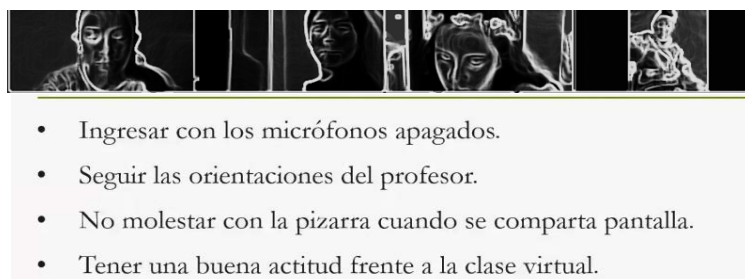 • Ingresar con los micrófonos apagados.
• Seguir las orientaciones del profesor.
• No molestar con la pizarra cuando se comparta pantalla.
• Tener una buena actitud frente a la clase virtual.